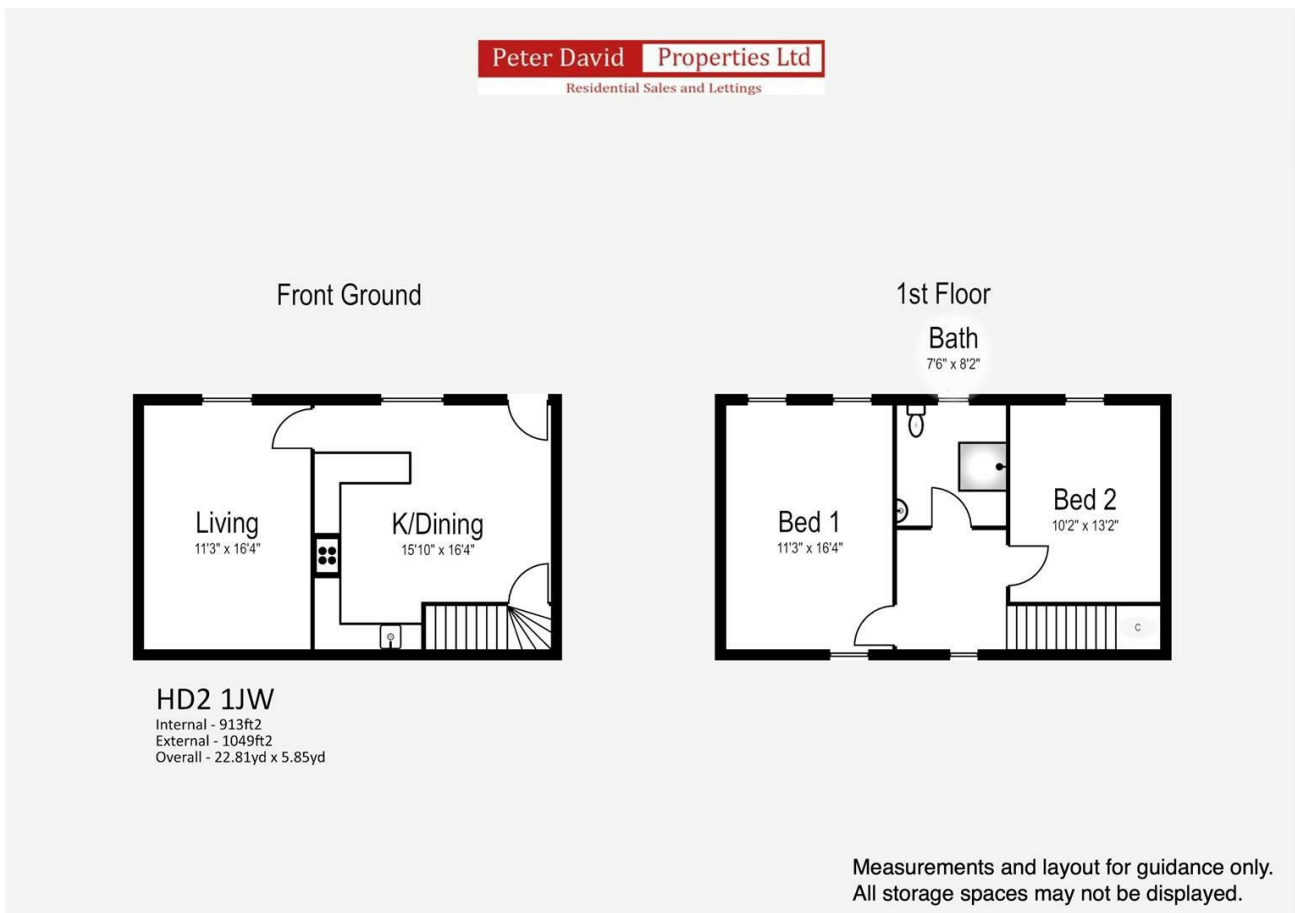 Peter David Properties Ltd
Residential Sales and Lettings
Front Ground
1st Floor
Bath
7'6" x 8'2"
Living
11'3" x 16'4"
K/Dining
15'10" x 16'4"
Bed 1
11'3" x 16'4"
Bed 2
10'2" x 13'2"
C
HD2 1JW
Internal - 913ft2
External - 1049ft2
Overall - 22.81yd x 5.85yd
Measurements and layout for guidance only.
All storage spaces may not be displayed.